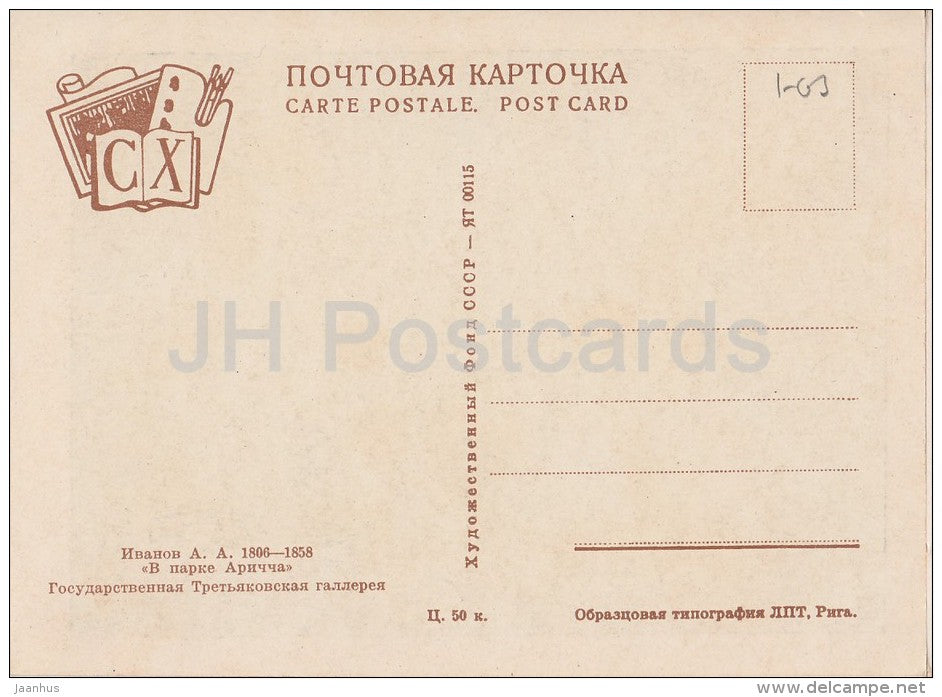 ПОЧТОВАЯ КАРТОЧКА
CARTE POSTALE. POST CARD
1-03
СХ
Художественный Фонд СССР — ЯТ 00115
JH Postcards
Иванов А. А. 1806—1858
«В парке Аричча»
Государственная Третьяковская галлерея
Ц. 50 к.
Образцовая типография ЛПТ, Рига.
jaanhus
www.delcampe.net